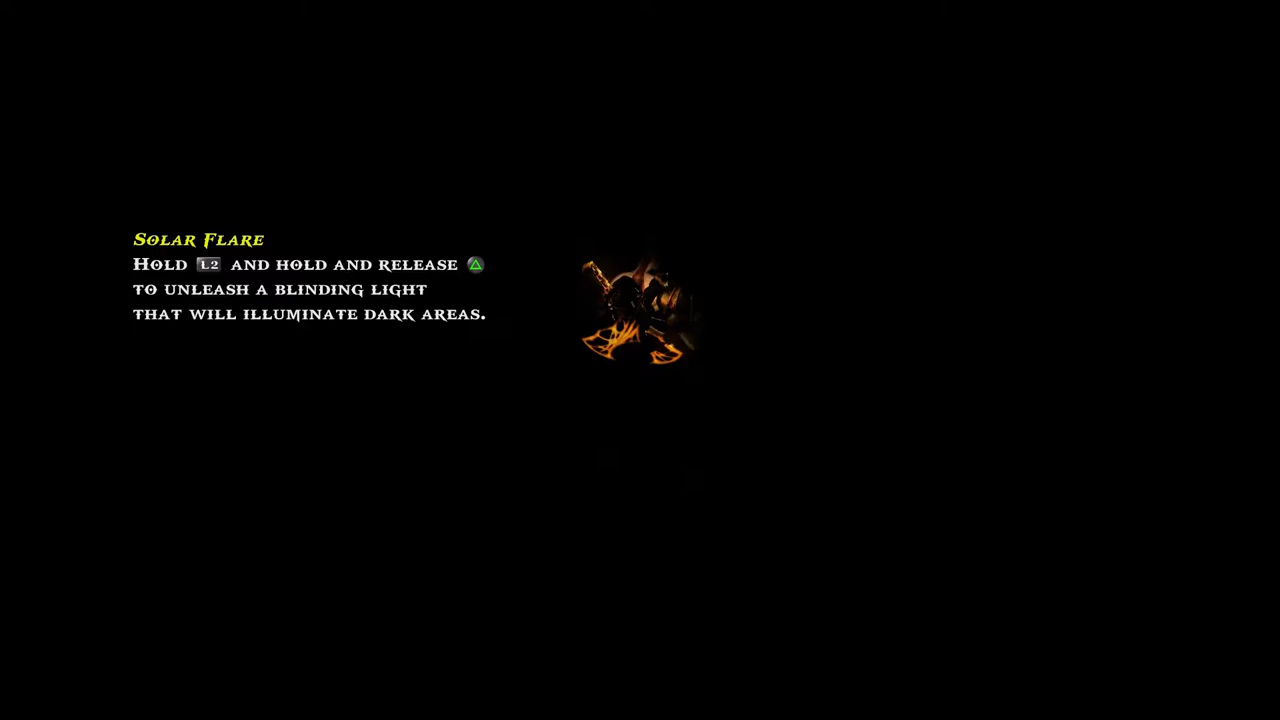 Solar Flare
Hold L2 and hold and release △
to unleash a blinding light
that will illuminate dark areas.